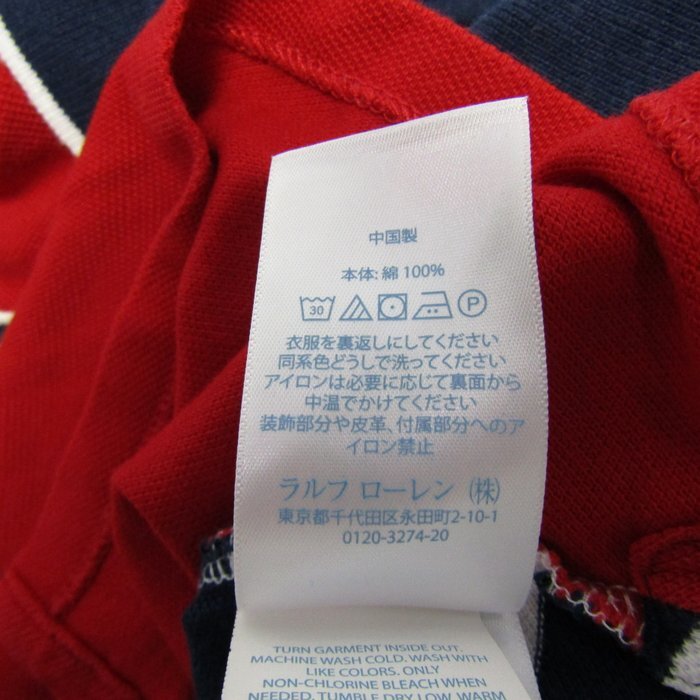 中国製
本体: 綿 100%
30 P
衣服を裏返しにしてください
同系色どうしで洗ってください
アイロンは必要に応じて裏面から
中温でかけてください
装飾部分や皮革、付属部分へのア
イロン禁止
ラルフ ローレン (株)
東京都千代田区永田町2-10-1
0120-3274-20
TURN GARMENT INSIDE OUT.
MACHINE WASH COLD. WASH WITH
LIKE COLORS. ONLY
NON-CHLORINE BLEACH WHEN
NEEDED. TUMBLE DRY LOW. WARM